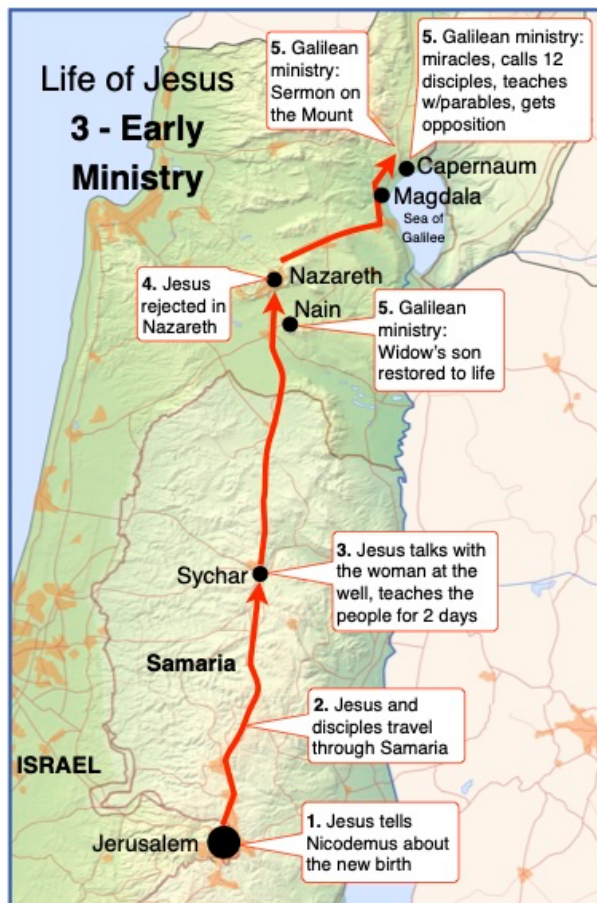 Life of Jesus
3 - Early
Ministry
5. Galilean
ministry:
Sermon on
the Mount
5. Galilean ministry:
miracles, calls 12
disciples, teaches
w/parables, gets
opposition
Capernaum
Magdala
Sea of
Galilee
4. Jesus
rejected in
Nazareth
Nazareth
Nain
5. Galilean
ministry:
Widow's son
restored to life
Sychar
3. Jesus talks with
the woman at the
well, teaches the
people for 2 days
Samaria
2. Jesus and
disciples travel
through Samaria
ISRAEL
Jerusalem
1. Jesus tells
Nicodemus about
the new birth